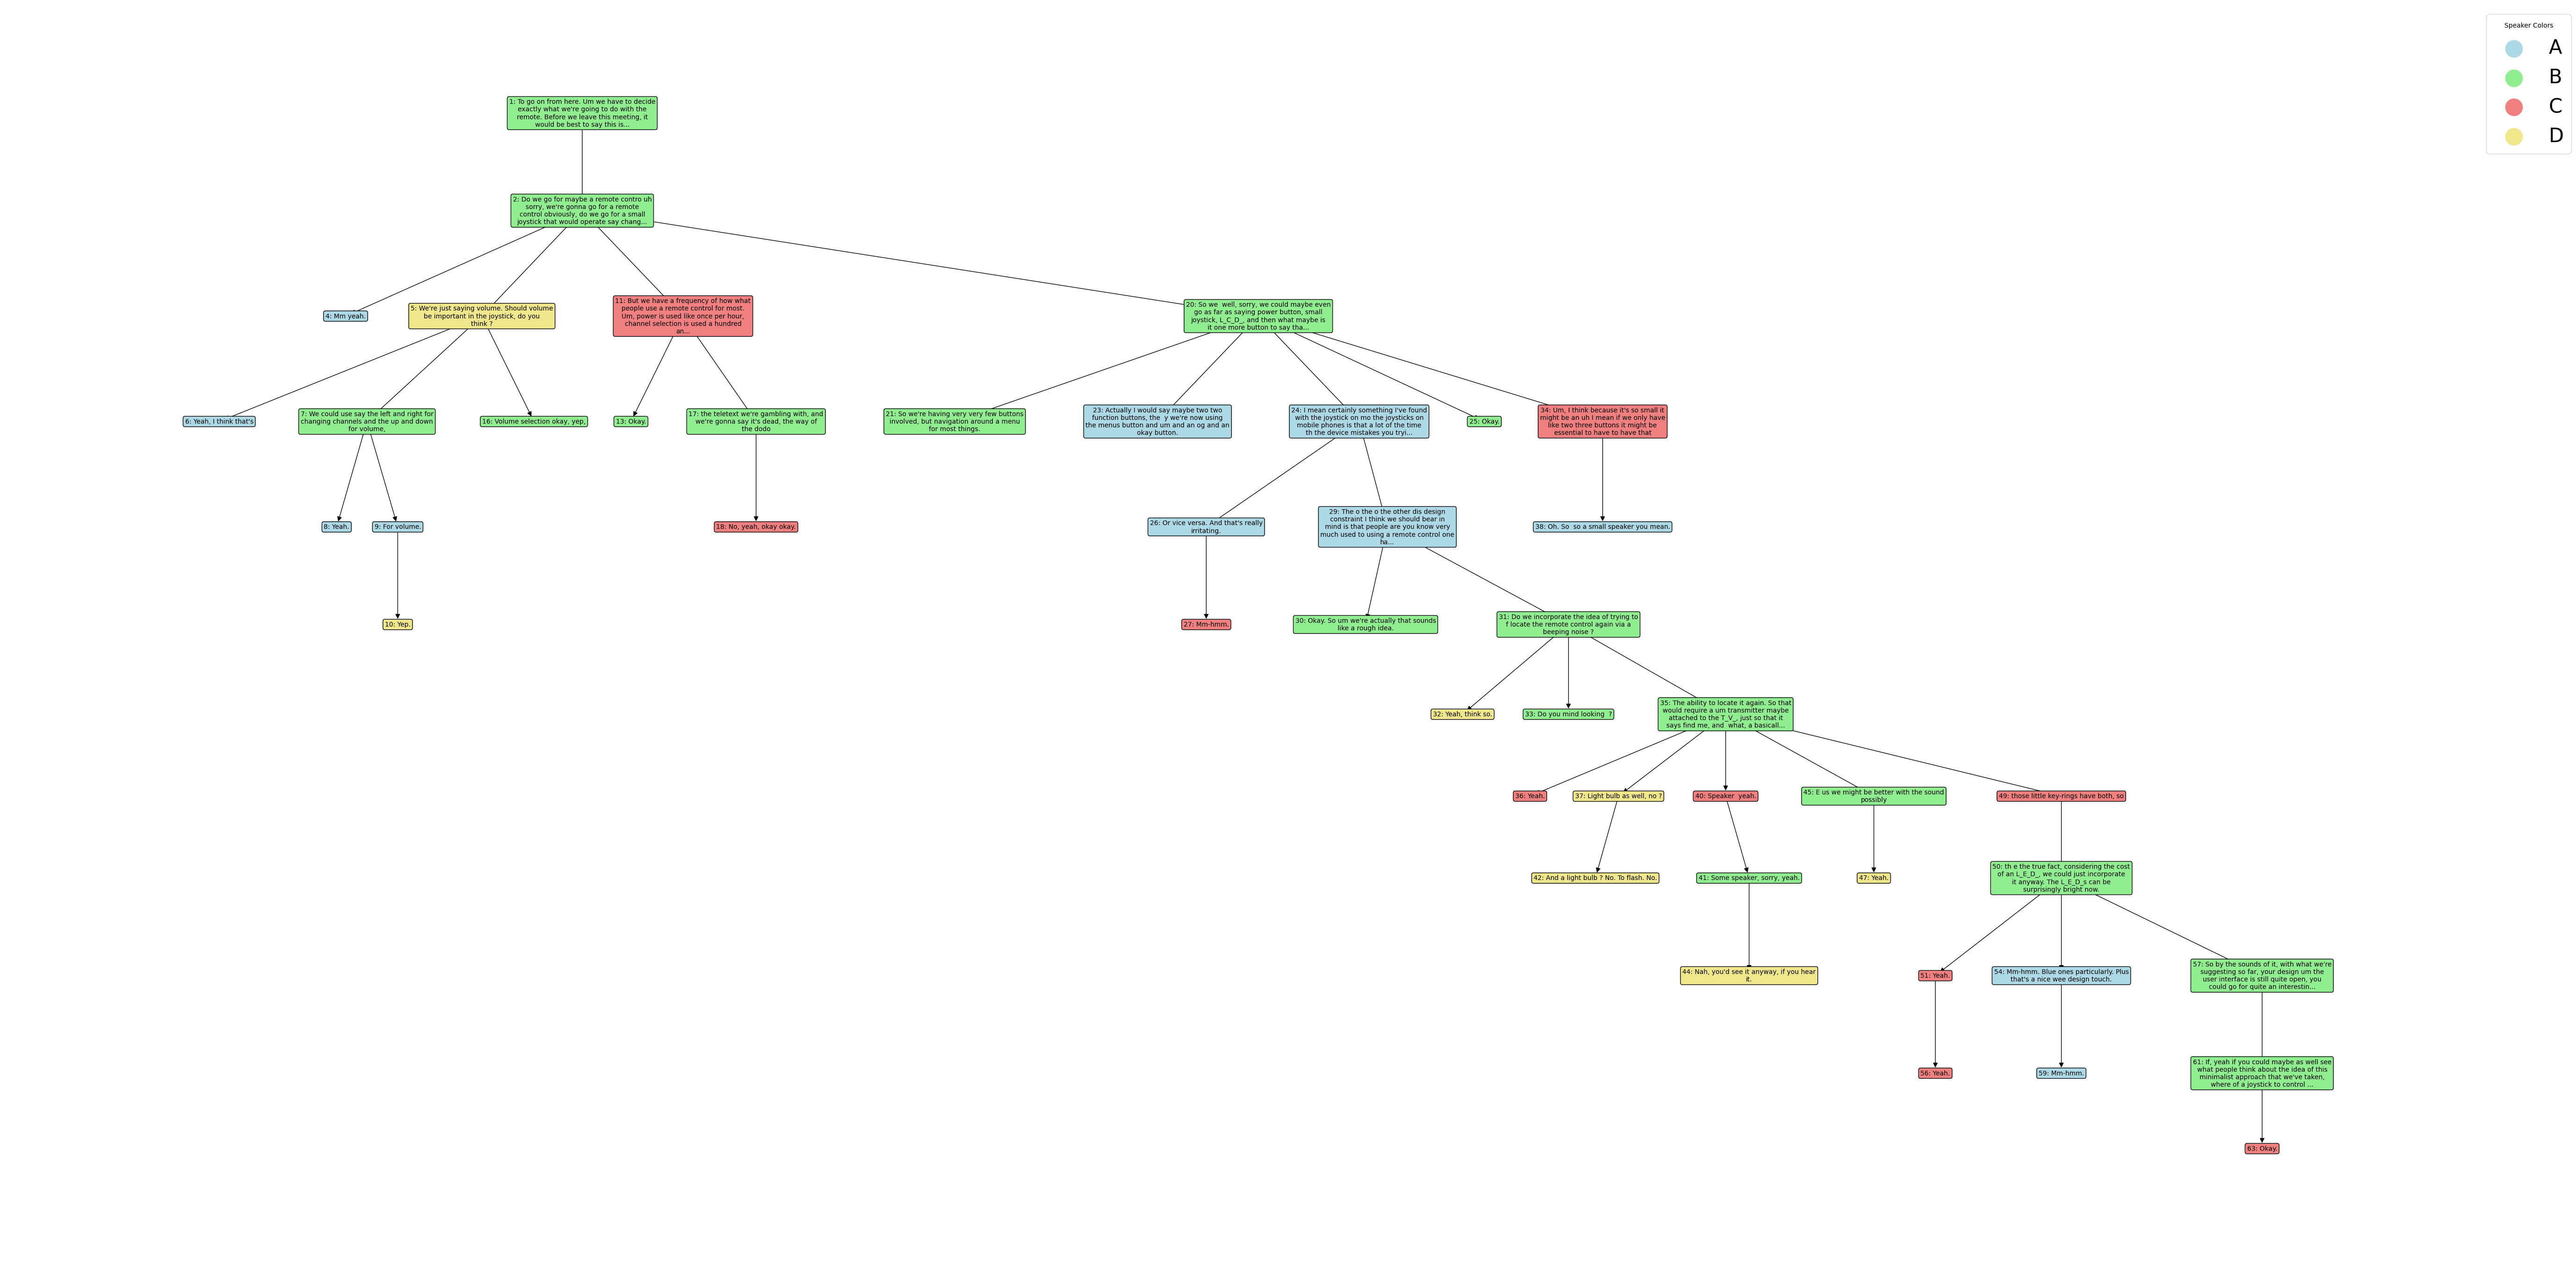 Speaker Colors
A
B
C
D
1: To go on from here. Um we have to decide
exactly what we're going to do with the
remote. Before we leave this meeting, it
would be best to say this is...
2: Do we go for maybe a remote contro uh
sorry, we're gonna go for a remote
control obviously, do we go for a small
joystick that would operate say chang...
4: Mm yeah.
5: We're just saying volume. Should volume
be important in the joystick, do you
think ?
11: But we have a frequency of how what
people use a remote control for most.
Um, power is used like once per hour,
channel selection is used a hundred
an...
20: So we  well, sorry, we could maybe even
go as far as saying power button, small
joystick, L_C_D_, and then what maybe is
it one more button to say tha...
6: Yeah, I think that's
7: We could use say the left and right for
changing channels and the up and down
for volume,
16: Volume selection okay, yep,
13: Okay.
17: the teletext we're gambling with, and
we're gonna say it's dead, the way of
the dodo
21: So we're having very very few buttons
involved, but navigation around a menu
for most things.
23: Actually I would say maybe two two
function buttons, the  y we're now using
the menus button and um and an og and an
okay button.
24: I mean certainly something I've found
with the joystick on mo the joysticks on
mobile phones is that a lot of the time
th the device mistakes you tryi...
25: Okay.
34: Um, I think because it's so small it
might be an uh I mean if we only have
like two three buttons it might be
essential to have to have that
8: Yeah.
9: For volume.
18: No, yeah, okay okay.
26: Or vice versa. And that's really
irritating.
29: The o the o the other dis design
constraint I think we should bear in
mind is that people are you know very
much used to using a remote control one
ha...
38: Oh. So  so a small speaker you mean.
10: Yep.
27: Mm-hmm.
30: Okay. So um we're actually that sounds
like a rough idea.
31: Do we incorporate the idea of trying to
f locate the remote control again via a
beeping noise ?
32: Yeah, think so.
33: Do you mind looking  ?
35: The ability to locate it again. So that
would require a um transmitter maybe
attached to the T_V_, just so that it
says find me, and  what, a basicall...
36: Yeah.
37: Light bulb as well, no ?
40: Speaker  yeah.
45: E us we might be better with the sound
possibly
49: those little key-rings have both, so
42: And a light bulb ? No. To flash. No.
41: Some speaker, sorry, yeah.
47: Yeah.
50: th e the true fact, considering the cost
of an L_E_D_, we could just incorporate
it anyway. The L_E_D_s can be
surprisingly bright now.
44: Nah, you'd see it anyway, if you hear
it.
51: Yeah.
54: Mm-hmm. Blue ones particularly. Plus
that's a nice wee design touch.
57: So by the sounds of it, with what we're
suggesting so far, your design um the
user interface is still quite open, you
could go for quite an interestin...
56: Yeah.
59: Mm-hmm.
61: If, yeah if you could maybe as well see
what people think about the idea of this
minimalist approach that we've taken,
where of a joystick to control ...
63: Okay.